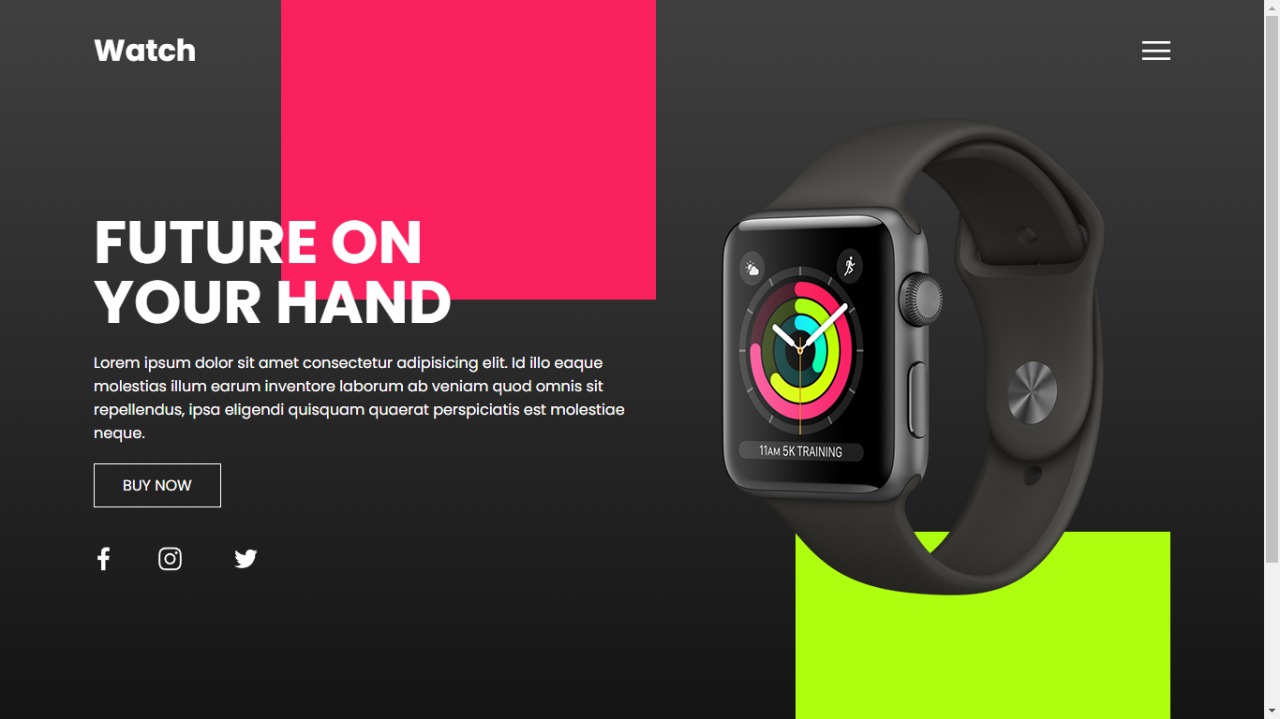 Watch
FUTURE ON
YOUR HAND
Lorem ipsum dolor sit amet consectetur adipisicing elit. Id illo eaque
molestias illum earum inventore laborum ab veniam quod omnis sit
repellendus, ipsa eligendi quisquam quaerat perspiciatis est molestiae
neque.
BUY NOW
11AM 5K TRAINING